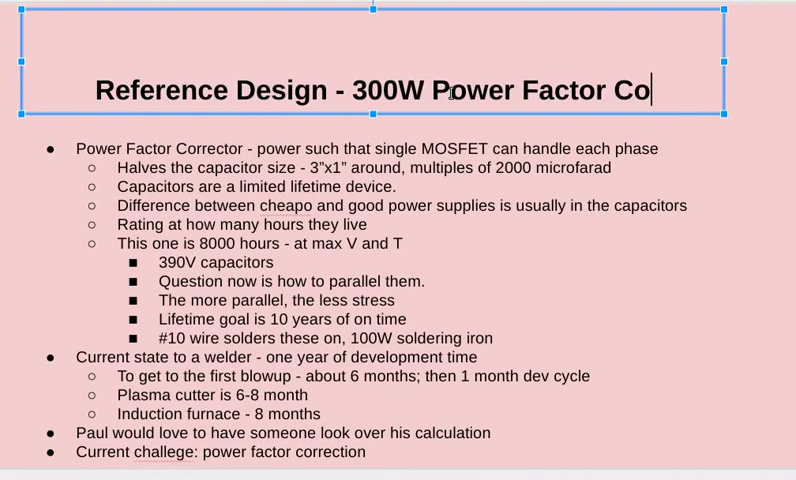 Reference Design - 300W Power Factor Co
● Power Factor Corrector - power such that single MOSFET can handle each phase
○ Halves the capacitor size - 3”x1” around, multiples of 2000 microfarad
○ Capacitors are a limited lifetime device.
○ Difference between cheapo and good power supplies is usually in the capacitors
○ Rating at how many hours they live
○ This one is 8000 hours - at max V and T
■ 390V capacitors
■ Question now is how to parallel them.
■ The more parallel, the less stress
■ Lifetime goal is 10 years of on time
■ #10 wire solders these on, 100W soldering iron
● Current state to a welder - one year of development time
○ To get to the first blowup - about 6 months; then 1 month dev cycle
○ Plasma cutter is 6-8 month
○ Induction furnace - 8 months
● Paul would love to have someone look over his calculation
● Current challege: power factor correction